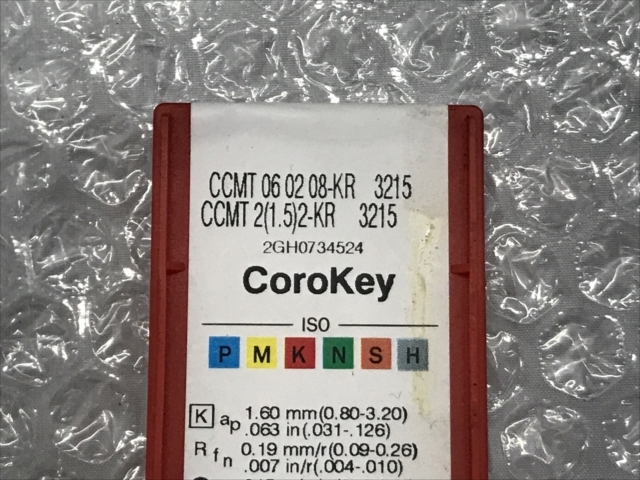 CCMT 06 02 08-KR 3215
CCMT 2(1.5)2-KR 3215
2GH0734524
CoroKey
ISO
P M K N S H
K ap 1.60 mm(0.80-3.20)
.063 in(.031-.126)
R fn 0.19 mm/r(0.09-0.26)
.007 in/r(.004-.010)